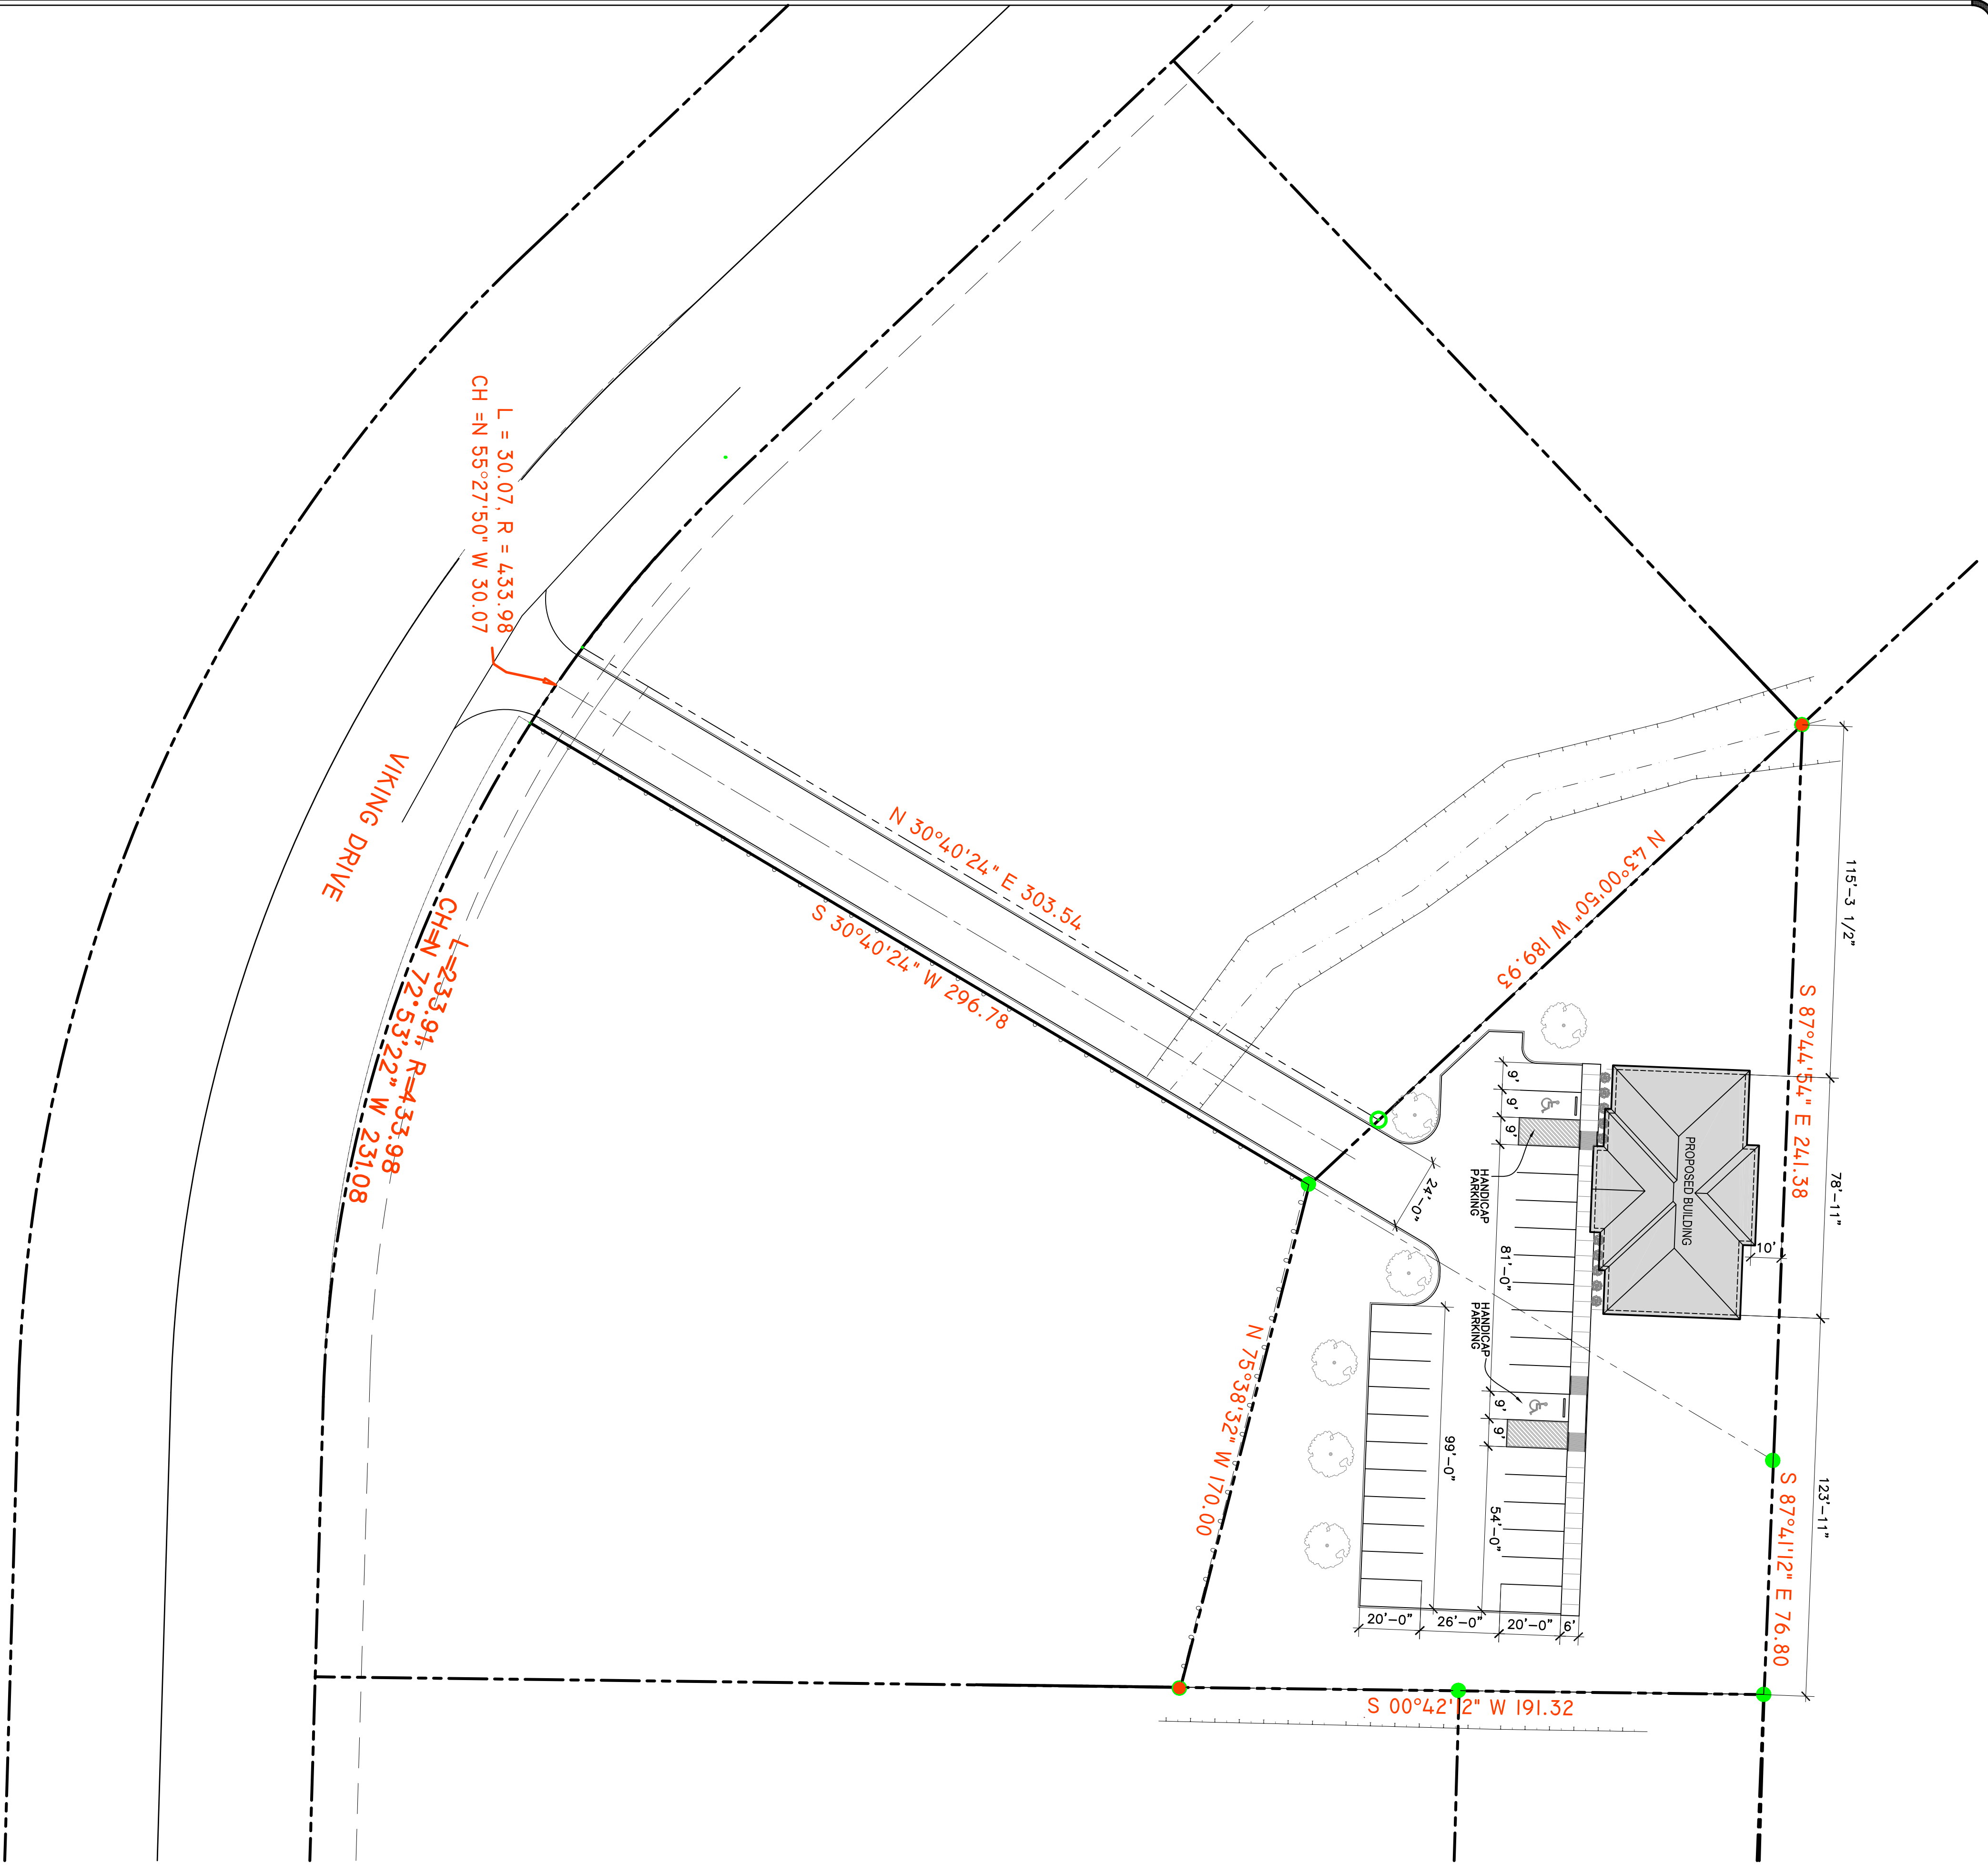 L = 30.07, R = 433.98
CH =N 55°27'50" W 30.07
VIKING DRIVE
L=233.91, R=433.98
CH=N 72°53'22" W 231.08
N 30°40'24" E 303.54
S 30°40'24" W 296.78
N 43°00'50" W 189.93
115'-3 1/2"
S 87°44'54" E 241.38
78'-11"
PROPOSED BUILDING
10'
123'-11"
S 87°41'12" E 76.80
9'
9'
9'
HANDICAP
PARKING
24'-0"
81'-0"
HANDICAP
PARKING
9'
9'
99'-0"
54'-0"
20'-0"
26'-0"
20'-0"
6'
N 75°38'32" W 170.00
S 00°42'12" W 191.32